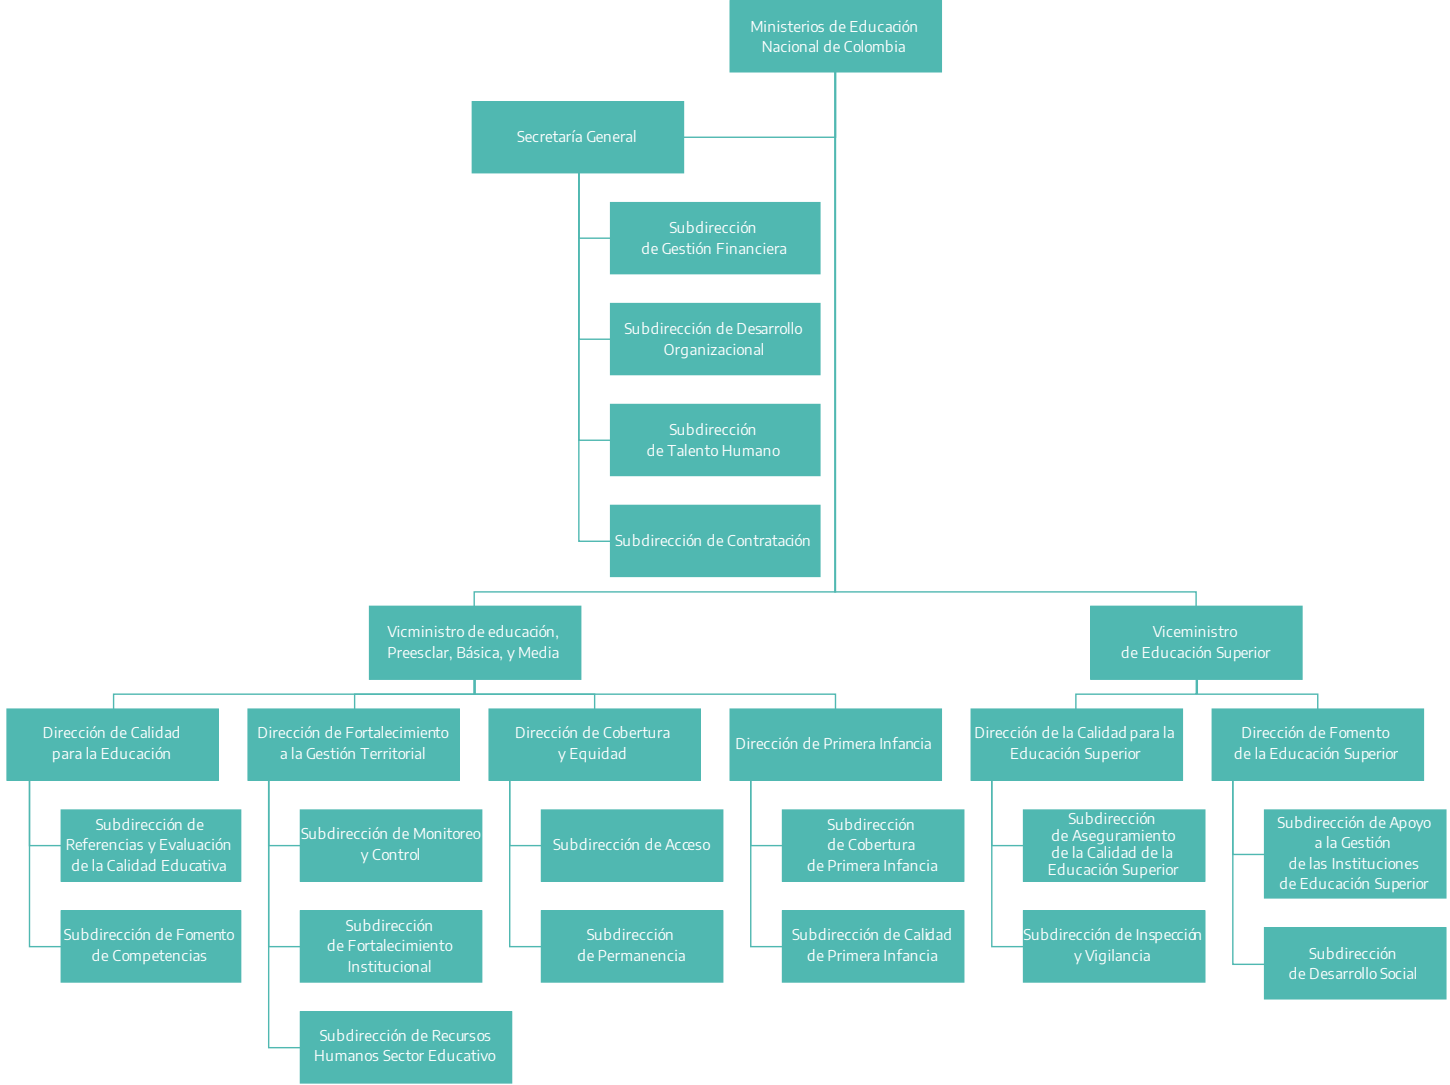 Ministerios de Educación
Nacional de Colombia
Secretaría General
Subdirección
de Gestión Financiera
Subdirección de Desarrollo
Organizacional
Subdirección
de Talento Humano
Subdirección de Contratación
Vicministro de educación,
Preesclar, Básica, y Media
Viceministro
de Educación Superior
Dirección de Calidad
para la Educación
Dirección de Fortalecimiento
a la Gestión Territorial
Dirección de Cobertura
y Equidad
Dirección de Primera Infancia
Dirección de la Calidad para la
Educación Superior
Dirección de Fomento
de la Educación Superior
Subdirección de
Referencias y Evaluación
de la Calidad Educativa
Subdirección de Monitoreo
y Control
Subdirección de Acceso
Subdirección
de Cobertura
de Primera Infancia
Subdirección
de Aseguramiento
de la Calidad de la
Educación Superior
Subdirección de Apoyo
a la Gestión
de las Instituciones
de Educación Superior
Subdirección de Fomento
de Competencias
Subdirección
de Fortalecimiento
Institucional
Subdirección
de Permanencia
Subdirección de Calidad
de Primera Infancia
Subdirección de Inspección
y Vigilancia
Subdirección
de Desarrollo Social
Subdirección de Recursos
Humanos Sector Educativo